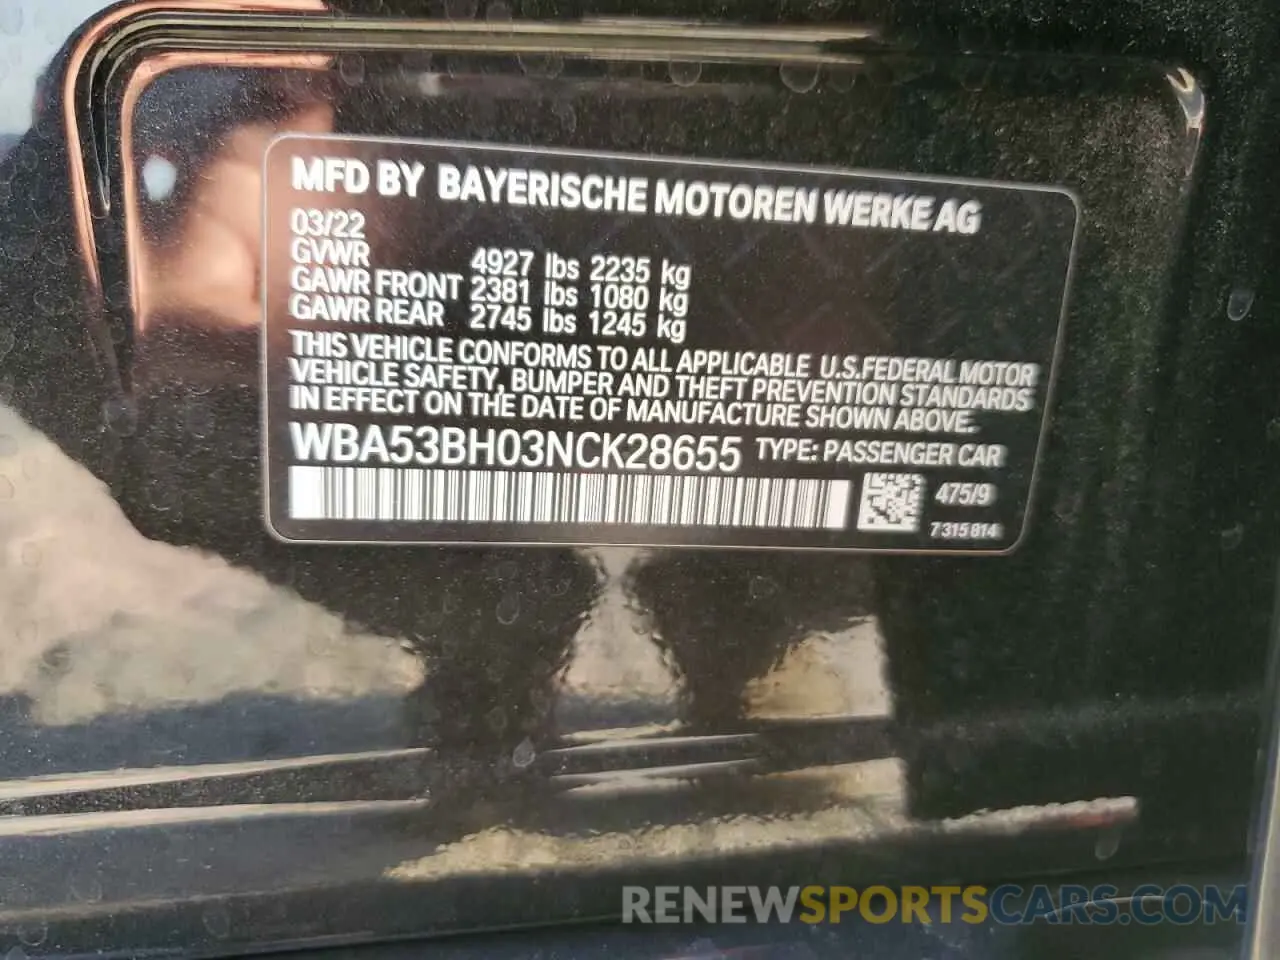 MFD BY BAYERISCHE MOTOREN WERKE AG
03/22
GVWR 4927 lbs 2235 kg
GAWR FRONT 2381 lbs 1080 kg
GAWR REAR 2745 lbs 1245 kg
THIS VEHICLE CONFORMS TO ALL APPLICABLE U.S.FEDERAL MOTOR
VEHICLE SAFETY, BUMPER AND THEFT PREVENTION STANDARDS
IN EFFECT ON THE DATE OF MANUFACTURE SHOWN ABOVE.
WBA53BH03NCK28655 TYPE: PASSENGER CAR
475/9
7 315 814
RENEWSPORTSCARS.COM